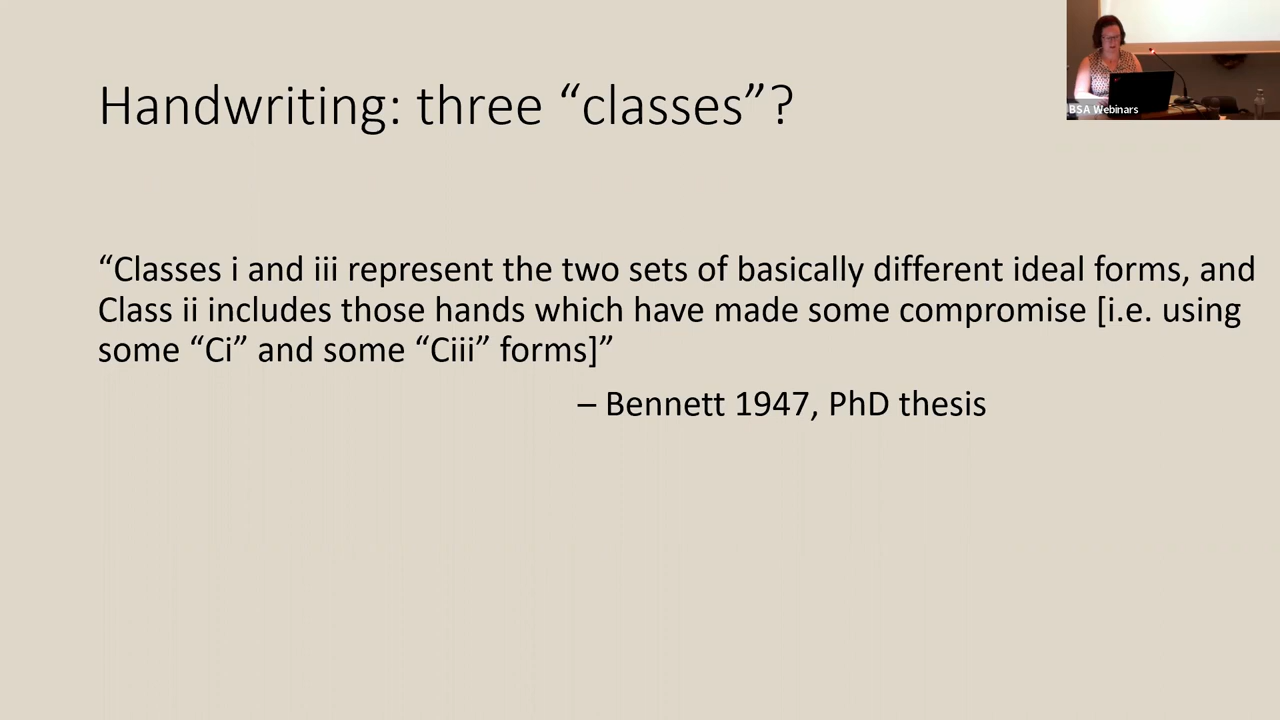 Handwriting: three “classes”?
“Classes i and iii represent the two sets of basically different ideal forms, and
Class ii includes those hands which have made some compromise [i.e. using
some “Ci” and some “Ciii” forms]”
– Bennett 1947, PhD thesis
BSA Webinars